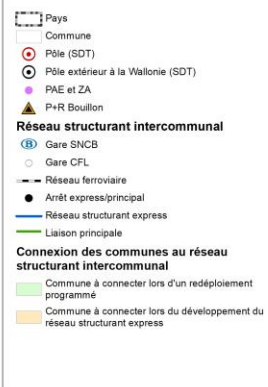 Pays
Commune
Pôle (SDT)
Pôle extérieur à la Wallonie (SDT)
PAE et ZA
P+R Bouillon
Réseau structurant intercommunal
B Gare SNCB
Gare CFL
Réseau ferroviaire
Arrêt express/principal
Réseau structurant express
Liaison principale
Connexion des communes au réseau
structurant intercommunal
Commune à connecter lors d'un redéploiement
programmé
Commune à connecter lors du développement du
réseau structurant express